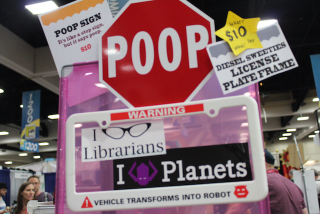 POOP SIGN
It's like a stop sign,
but it says poop.
$10
POOP
only
$10
DIESEL SWEETIES
LICENSE
PLATE FRAME
WARNING
I
Librarians
I Planets
VEHICLE TRANSFORMS INTO ROBOT